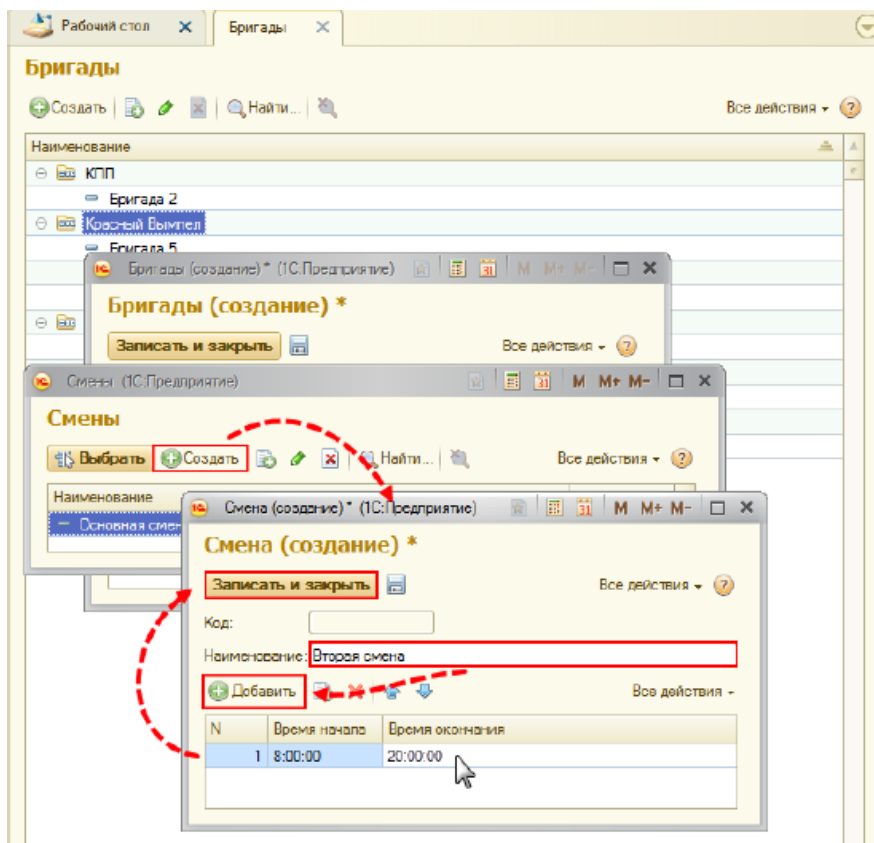 Рабочий стол
Бригады
Бригады
Создать Найти... Все действия
Наименование
КПП
Бригада 2
Красный Вымпел
Бригада 5
Бригады (создание) * (1С:Предприятие) 31 M M+ M-
Бригады (создание) *
Записать и закрыть Все действия
Смены (1С:Предприятие) 31 M M+ M-
Смены
Выбрать Создать Найти... Все действия
Наименование
Основная
Смена (создание) * (1С:Предприятие) 31 M M+ M-
Смена (создание) *
Записать и закрыть Все действия
Код:
Наименование: Вторая смена
Добавить Все действия
N Время начала Время окончания
1 8:00:00 20:00:00